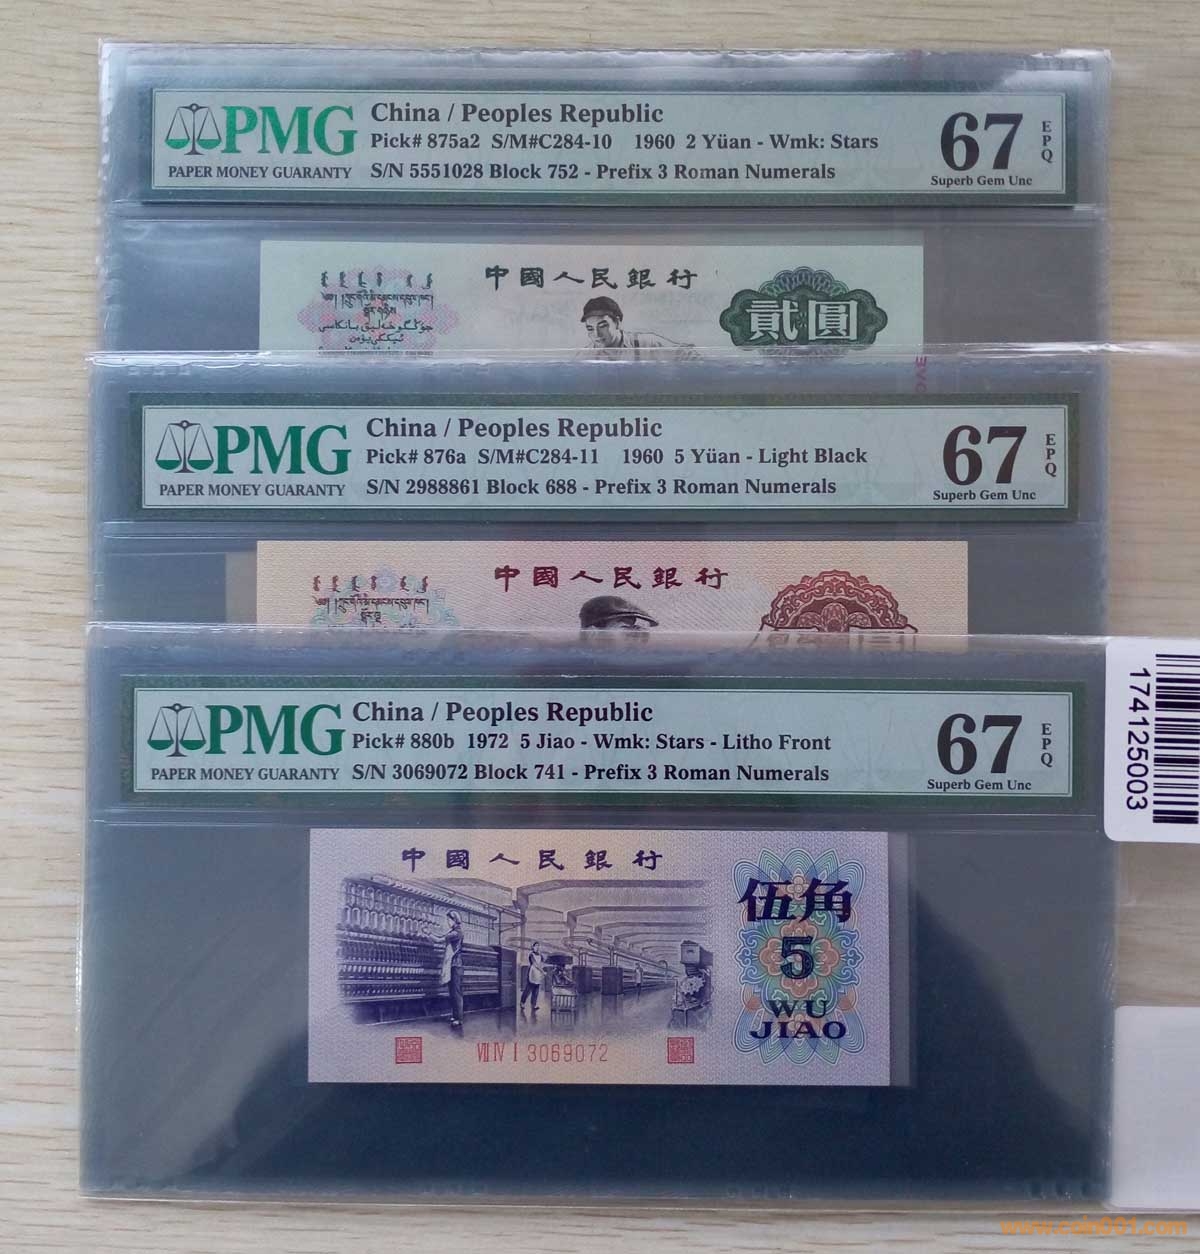 PMG
PAPER MONEY GUARANTY
China / Peoples Republic
Pick# 875a2 S/M#C284-10 1960 2 Yüan - Wmk: Stars
S/N 5551028 Block 752 - Prefix 3 Roman Numerals
67
Superb Gem Unc
EPQ
中國人民銀行
貳圓
PMG
PAPER MONEY GUARANTY
China / Peoples Republic
Pick# 876a S/M#C284-11 1960 5 Yüan - Light Black
S/N 2988861 Block 688 - Prefix 3 Roman Numerals
67
Superb Gem Unc
EPQ
中國人民銀行
PMG
PAPER MONEY GUARANTY
China / Peoples Republic
Pick# 880b 1972 5 Jiao - Wmk: Stars - Litho Front
S/N 3069072 Block 741 - Prefix 3 Roman Numerals
67
Superb Gem Unc
EPQ
174125003
中國人民銀行
伍角
5
WU
JIAO
VII IV I 3069072
www.coin001.com